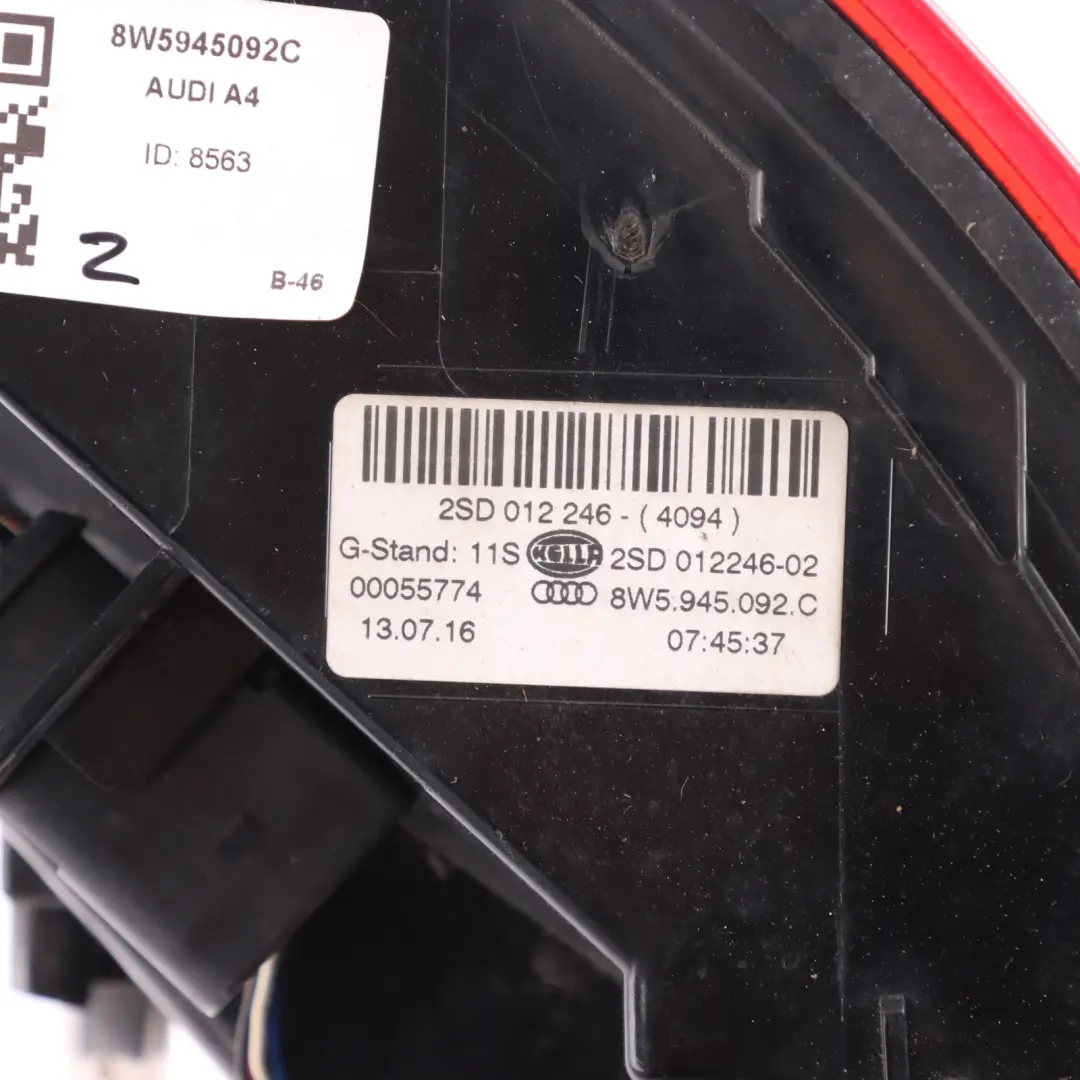 8W5945092C
AUDI A4
ID: 8563
2
B-46
2SD 012 246 - ( 4094 )
G-Stand: 11S HELLA 2SD 012246-02
00055774 8W5.945.092.C
13.07.16 07:45:37